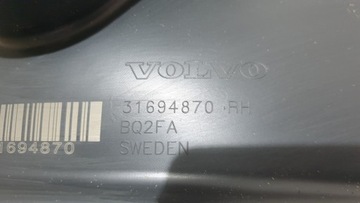 VOLVO
31694870 RH
BQ2FA
SWEDEN
1694870